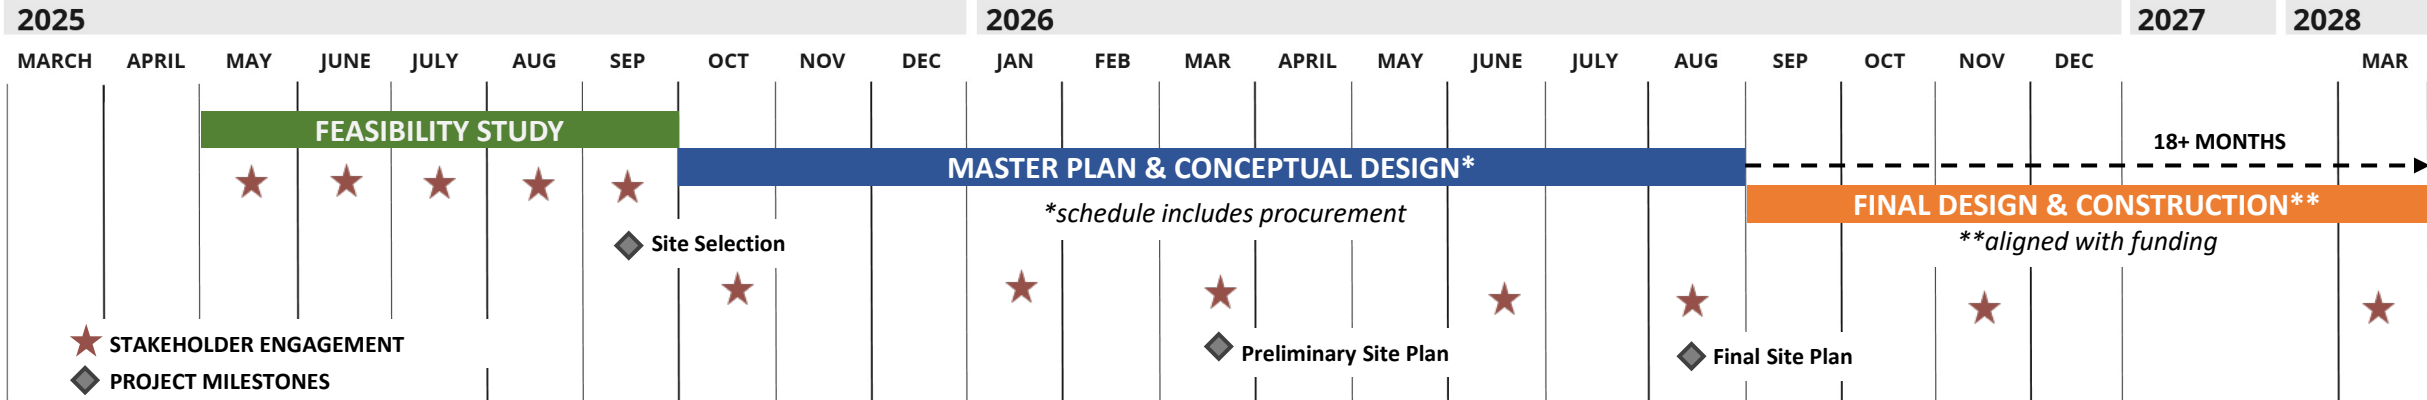 2025 2026 2027 2028
MARCH APRIL MAY JUNE JULY AUG SEP OCT NOV DEC JAN FEB MAR APRIL MAY JUNE JULY AUG SEP OCT NOV DEC MAR
FEASIBILITY STUDY
18+ MONTHS
MASTER PLAN & CONCEPTUAL DESIGN*
*schedule includes procurement
FINAL DESIGN & CONSTRUCTION**
**aligned with funding
Site Selection
STAKEHOLDER ENGAGEMENT
Preliminary Site Plan
Final Site Plan
PROJECT MILESTONES